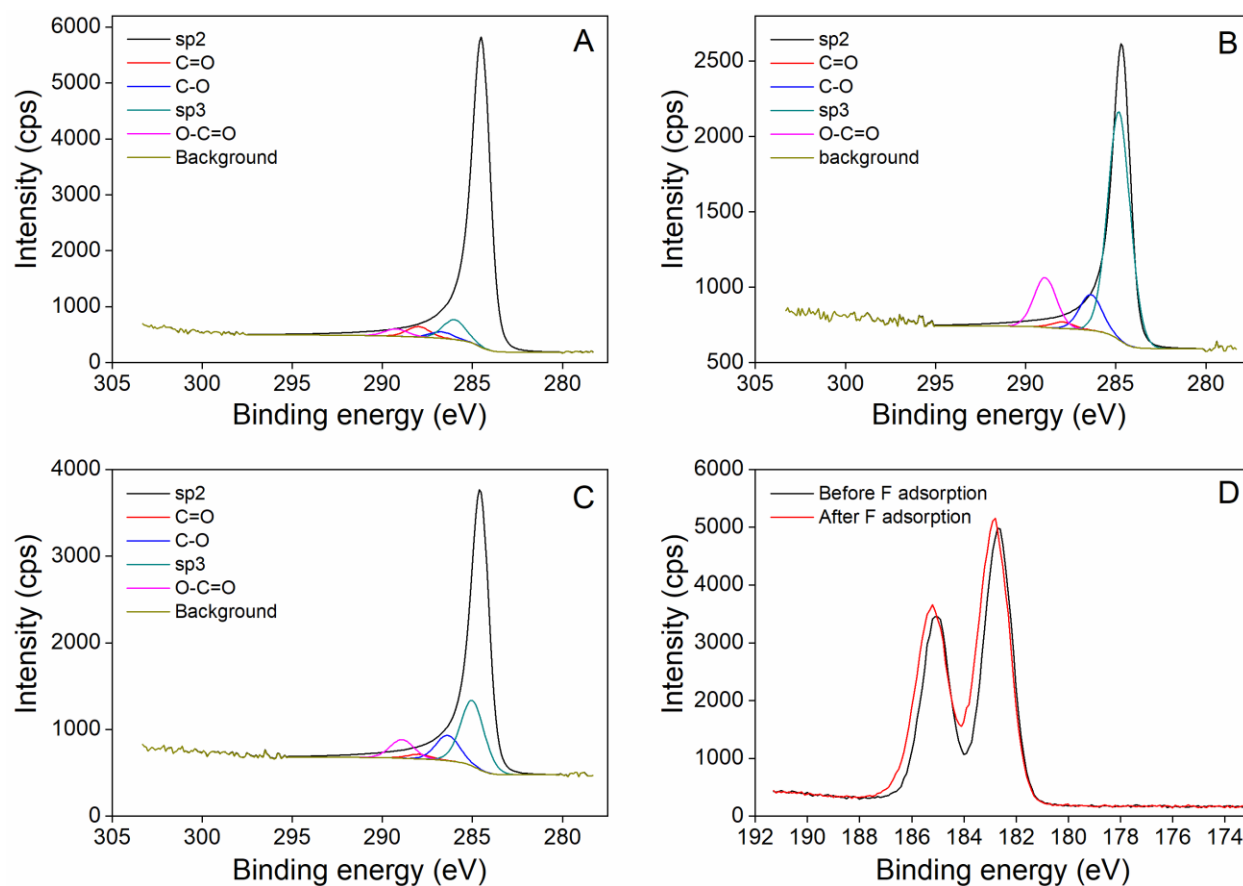 A
6000
5000
4000
3000
2000
1000
0
Intensity (cps)
sp2
C=O
C-O
sp3
O-C=O
Background
305 300 295 290 285 280
Binding energy (eV)
B
2500
2000
1500
1000
500
Intensity (cps)
sp2
C=O
C-O
sp3
O-C=O
background
305 300 295 290 285 280
Binding energy (eV)
C
4000
3000
2000
1000
0
Intensity (cps)
sp2
C=O
C-O
sp3
O-C=O
Background
305 300 295 290 285 280
Binding energy (eV)
D
6000
5000
4000
3000
2000
1000
0
Intensity (cps)
Before F adsorption
After F adsorption
192 190 188 186 184 182 180 178 176 174
Binding energy (eV)